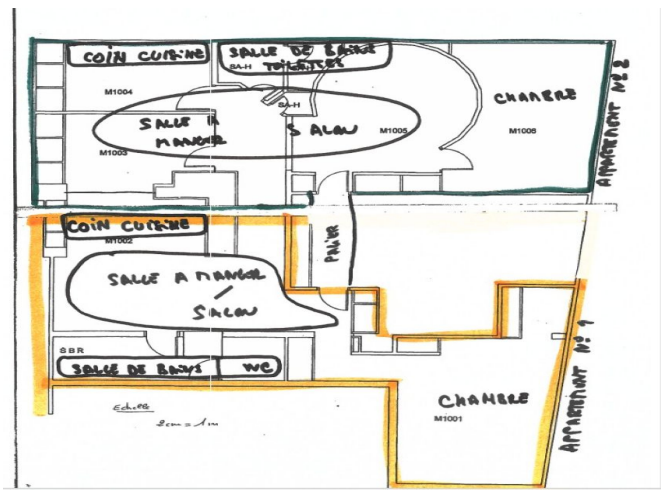 COIN CUISINE
SALLE DE BAINS
TOILETTES
SA-H
M1004
SA-H
CHAMBRE
SALLE A
MANGER
SALON
M1005
M1006
M1003
APPARTEMENT N° 2
COIN CUISINE
M1002
PALIER
SALLE A MANGER
/
SALON
SBR
SALLE DE BAINS
WC
CHAMBRE
M1001
APPARTEMENT N° 1
Echelle
2cm = 1m